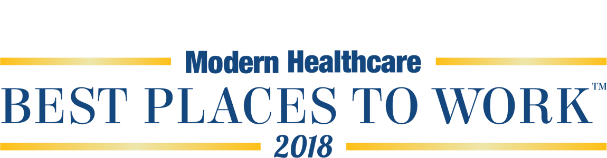 Modern Healthcare
BEST PLACES TO WORK™
2018